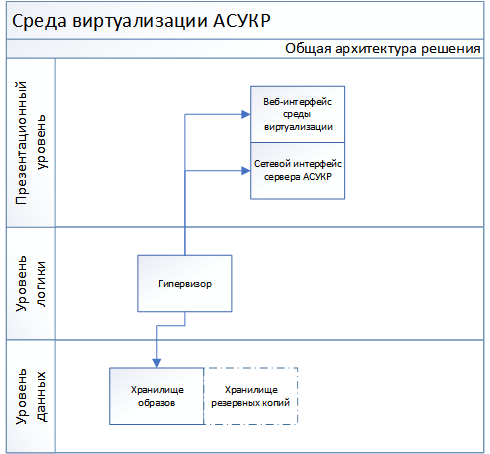 Среда виртуализации АСУКР
Общая архитектура решения
Презентационный
уровень
Веб-интерфейс
среды
виртуализации
Сетевой интерфейс
сервера АСУКР
Уровень
логики
Гипервизор
Уровень
данных
Хранилище
образов
Хранилище
резервных копий